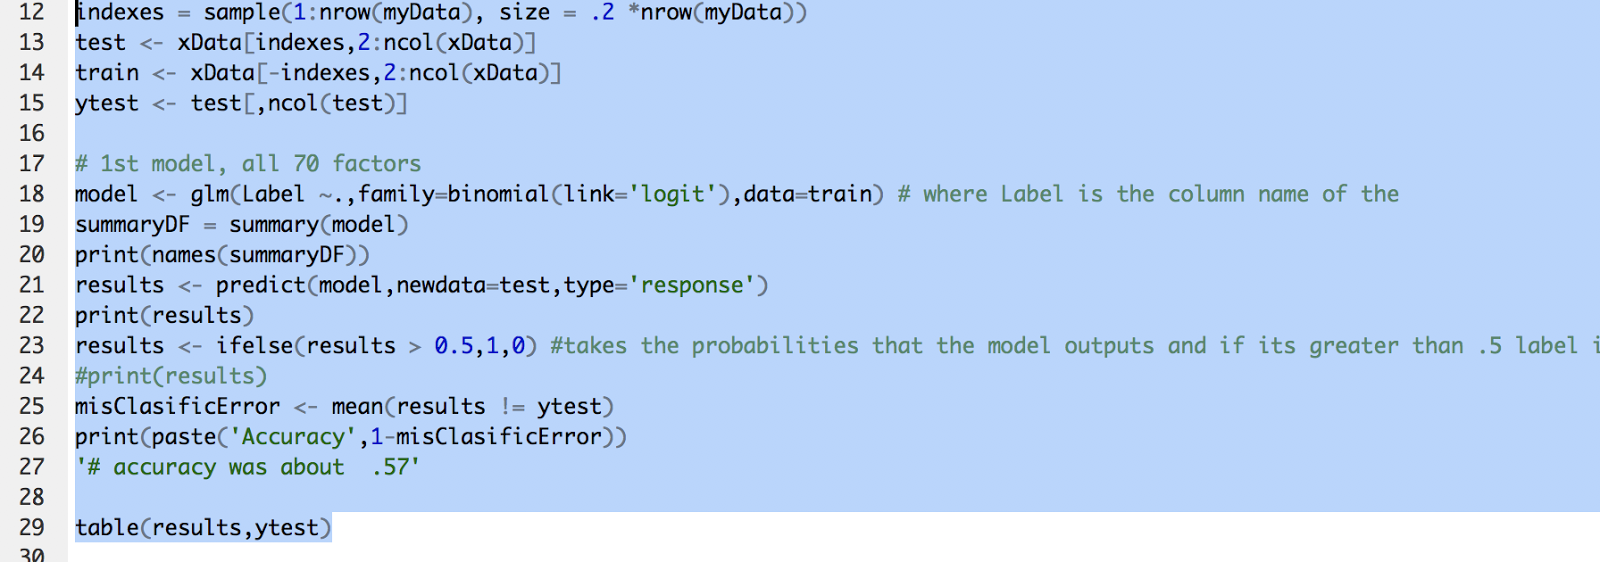 12 indexes = sample(1:nrow(myData), size = .2 *nrow(myData))
13 test <- xData[indexes,2:ncol(xData)]
14 train <- xData[-indexes,2:ncol(xData)]
15 ytest <- test[,ncol(test)]
16
17 # 1st model, all 70 factors
18 model <- glm(Label ~.,family=binomial(link='logit'),data=train) # where Label is the column name of the
19 summaryDF = summary(model)
20 print(names(summaryDF))
21 results <- predict(model,newdata=test,type='response')
22 print(results)
23 results <- ifelse(results > 0.5,1,0) #takes the probabilities that the model outputs and if its greater than .5 label i
24 #print(results)
25 misClasificError <- mean(results != ytest)
26 print(paste('Accuracy',1-misClasificError))
27 '# accuracy was about  .57'
28
29 table(results,ytest)
30